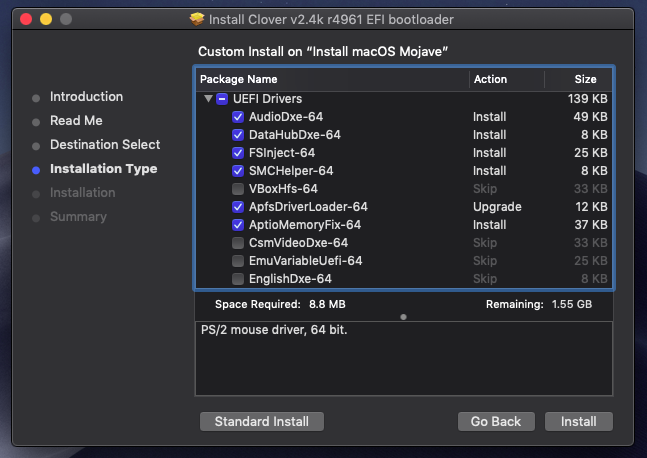 Install Clover v2.4k r4961 EFI bootloader
Custom Install on “Install macOS Mojave”
Introduction
Read Me
Destination Select
Installation Type
Installation
Summary
Package Name Action Size
UEFI Drivers 139 KB
AudioDxe-64 Install 49 KB
DataHubDxe-64 Install 8 KB
FSInject-64 Install 25 KB
SMCHelper-64 Install 8 KB
VBoxHfs-64 Skip 33 KB
ApfsDriverLoader-64 Upgrade 12 KB
AptioMemoryFix-64 Install 37 KB
CsmVideoDxe-64 Skip 33 KB
EmuVariableUefi-64 Skip 25 KB
EnglishDxe-64 Skip 8 KB
Space Required: 8.8 MB Remaining: 1.55 GB
PS/2 mouse driver, 64 bit.
Standard Install Go Back Install